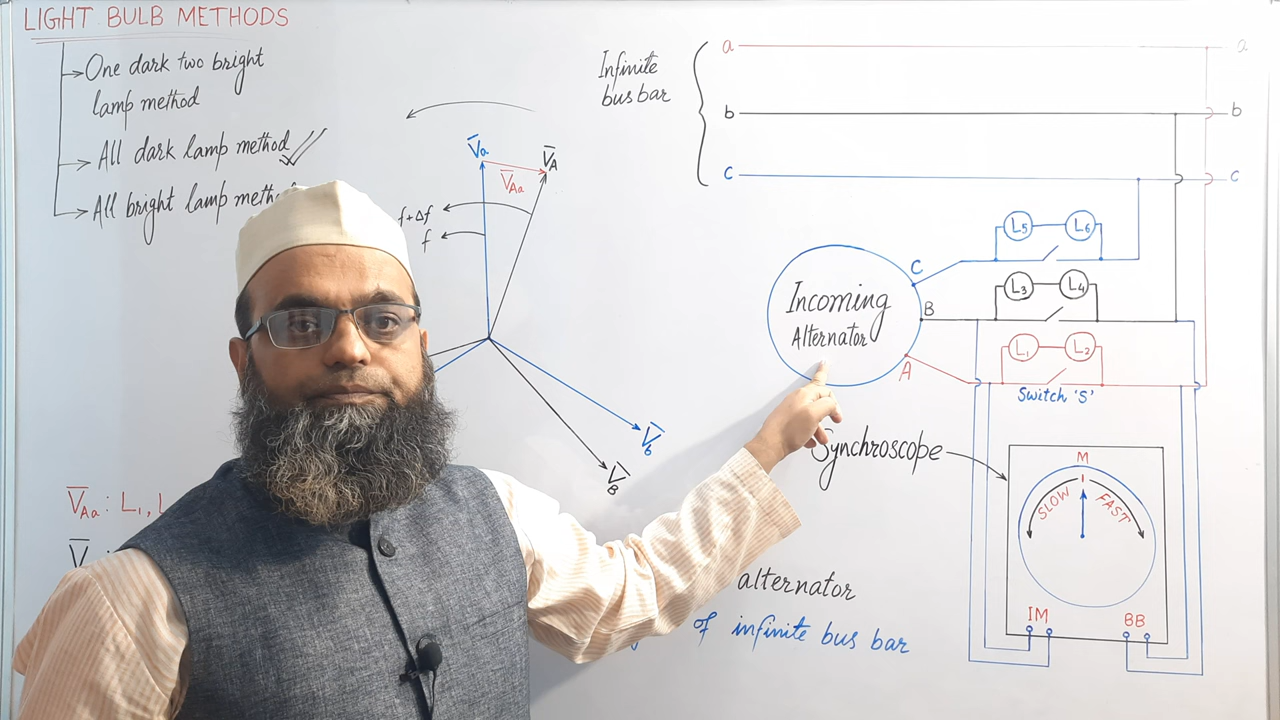 LIGHT BULB METHODS
One dark two bright
lamp method
All dark lamp method
All bright lamp
V̅a
V̅A
V̅Aa
f+Δf
f
V̅b
V̅B
V̅Aa : L₁,
Infinite
bus bar
a
a
b
b
c
c
L5
L6
C
L3
L4
B
Incoming
Alternator
L1
L2
A
Switch 'S'
Synchroscope
M
SLOW
FAST
IM
BB
alternator
of infinite bus bar